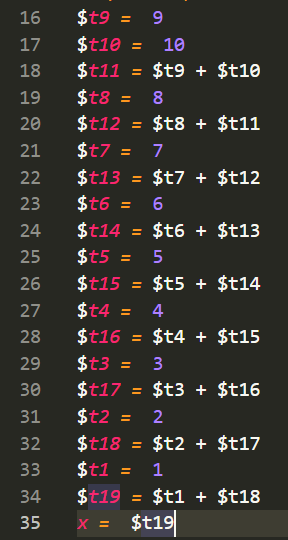 16 $t9 = 9
17 $t10 = 10
18 $t11 = $t9 + $t10
19 $t8 = 8
20 $t12 = $t8 + $t11
21 $t7 = 7
22 $t13 = $t7 + $t12
23 $t6 = 6
24 $t14 = $t6 + $t13
25 $t5 = 5
26 $t15 = $t5 + $t14
27 $t4 = 4
28 $t16 = $t4 + $t15
29 $t3 = 3
30 $t17 = $t3 + $t16
31 $t2 = 2
32 $t18 = $t2 + $t17
33 $t1 = 1
34 $t19 = $t1 + $t18
35 x = $t19